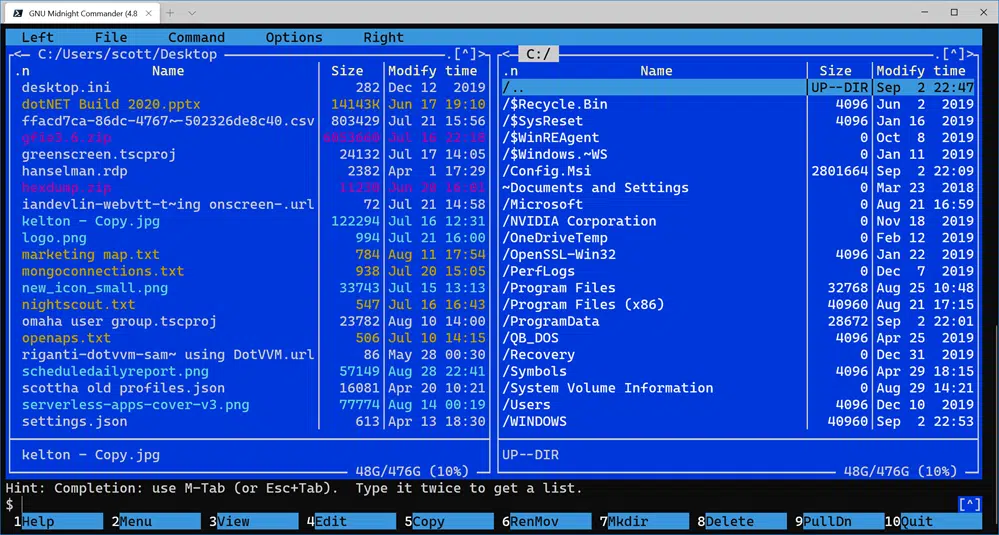 GNU Midnight Commander (4.8
Left File Command Options Right
<─ C:/Users/scott/Desktop .[^]>
.n Name Size Modify time
desktop.ini 282 Dec 12 2019
dotNET Build 2020.pptx 14143K Jun 17 19:10
ffacd7ca-86dc-4767~-502326de8c40.csv 803429 Jul 21 15:56
Jul 16 22:18
greenscreen.tscproj 24132 Jul 17 14:05
hanselman.rdp 2382 Apr 1 17:29
hexdump.zip 11230 Jun 20 16:01
iandevlin-webvtt-t~ing onscreen-.url 72 Jul 21 14:58
kelton - Copy.jpg 122294 Jul 16 12:31
logo.png 994 Jul 21 16:00
marketing map.txt 784 Aug 11 17:54
mongoconnections.txt 938 Jul 20 15:05
new_icon_small.png 33743 Jul 15 13:13
nightscout.txt 547 Jul 16 16:43
omaha user group.tscproj 23782 Aug 10 14:00
openaps.txt 506 Jul 10 14:15
riganti-dotvvm-sam~ using DotVVM.url 86 May 28 00:30
scheduledailyreport.png 57149 Aug 28 22:41
scottha old profiles.json 16081 Apr 20 10:21
serverless-apps-cover-v3.png 77774 Aug 14 00:19
settings.json 613 Apr 13 18:30
kelton - Copy.jpg
48G/476G (10%)
<─ C:/ .[^]>
.n Name Size Modify time
/.. UP--DIR Sep 2 22:47
/$Recycle.Bin 4096 Jun 2 2019
/$SysReset 4096 Jan 16 2019
/$WinREAgent 0 Oct 8 2019
/$Windows.~WS 0 Jan 11 2019
/Config.Msi 2801664 Sep 2 22:09
~Documents and Settings 0 Mar 23 2018
/Microsoft 0 Aug 21 16:59
/NVIDIA Corporation 0 Nov 18 2019
/OneDriveTemp 0 Feb 12 2019
/OpenSSL-Win32 4096 Jan 22 2019
/PerfLogs 0 Dec 7 2019
/Program Files 32768 Aug 25 10:48
/Program Files (x86) 40960 Aug 21 17:15
/ProgramData 28672 Sep 2 22:01
/QB_DOS 4096 Apr 25 2019
/Recovery 0 Dec 31 2019
/Symbols 4096 Apr 29 18:15
/System Volume Information 0 Aug 29 14:21
/Users 4096 Dec 10 2019
/WINDOWS 40960 Sep 2 22:53
UP--DIR
48G/476G (10%)
Hint: Completion: use M-Tab (or Esc+Tab). Type it twice to get a list.
$ [^]
1Help 2Menu 3View 4Edit 5Copy 6RenMov 7Mkdir 8Delete 9PullDn 10Quit